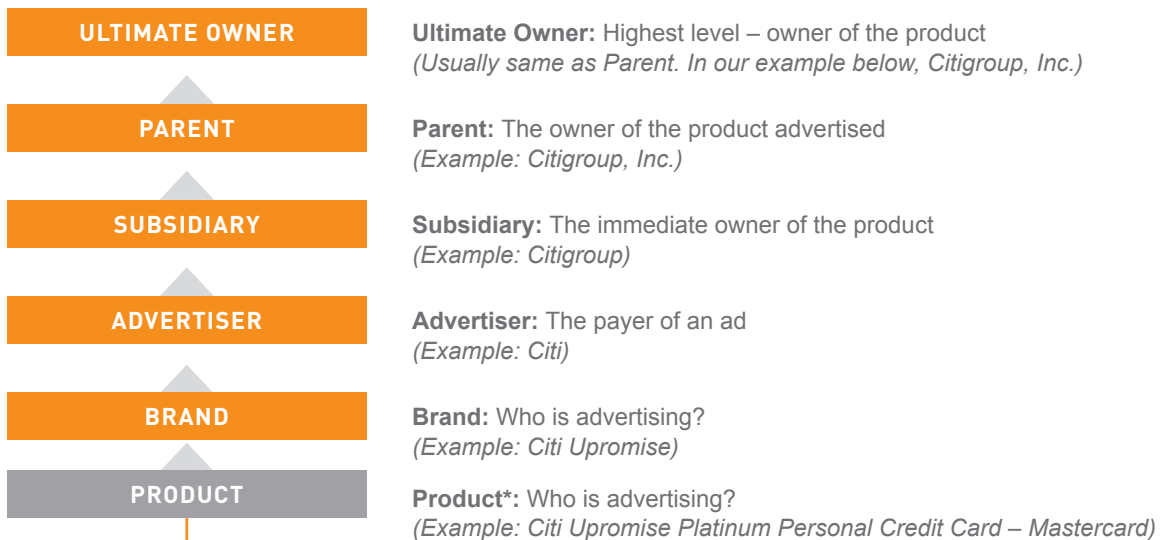 ULTIMATE OWNER
Ultimate Owner: Highest level – owner of the product
(Usually same as Parent. In our example below, Citigroup, Inc.)
PARENT
Parent: The owner of the product advertised
(Example: Citigroup, Inc.)
SUBSIDIARY
Subsidiary: The immediate owner of the product
(Example: Citigroup)
ADVERTISER
Advertiser: The payer of an ad
(Example: Citi)
BRAND
Brand: Who is advertising?
(Example: Citi Upromise)
PRODUCT
Product*: Who is advertising?
(Example: Citi Upromise Platinum Personal Credit Card – Mastercard)